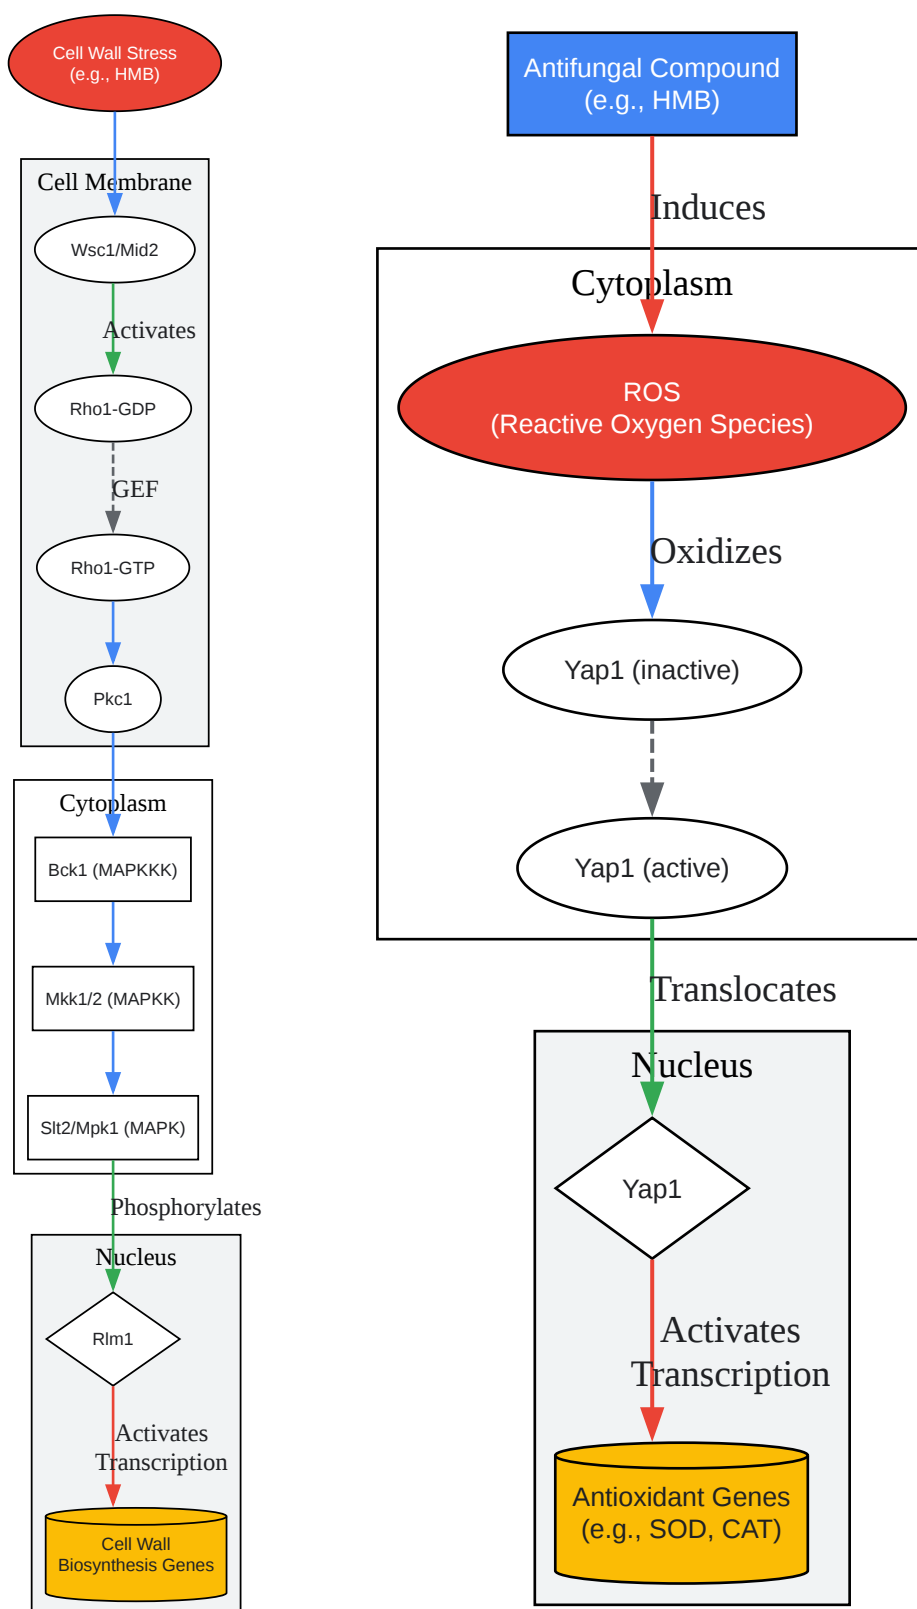 Cell Wall Stress
(e.g., HMB)
Cell Membrane
Wsc1/Mid2
Activates
Rho1-GDP
GEF
Rho1-GTP
Pkc1
Cytoplasm
Bck1 (MAPKKK)
Mkk1/2 (MAPKK)
Slt2/Mpk1 (MAPK)
Phosphorylates
Nucleus
Rlm1
Activates
Transcription
Cell Wall
Biosynthesis Genes
Antifungal Compound
(e.g., HMB)
Induces
Cytoplasm
ROS
(Reactive Oxygen Species)
Oxidizes
Yap1 (inactive)
Yap1 (active)
Translocates
Nucleus
Yap1
Activates
Transcription
Antioxidant Genes
(e.g., SOD, CAT)